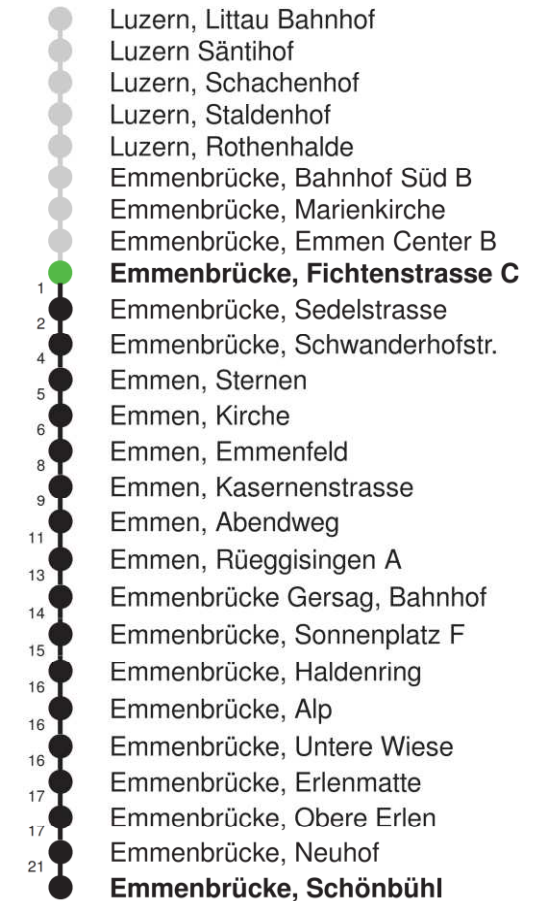 Luzern, Littau Bahnhof
Luzern Säntihof
Luzern, Schachenhof
Luzern, Staldenhof
Luzern, Rothenhalde
Emmenbrücke, Bahnhof Süd B
Emmenbrücke, Marienkirche
Emmenbrücke, Emmen Center B
Emmenbrücke, Fichtenstrasse C
1
Emmenbrücke, Sedelstrasse
2
Emmenbrücke, Schwanderhofstr.
4
Emmen, Sternen
5
Emmen, Kirche
6
Emmen, Emmenfeld
8
Emmen, Kasernenstrasse
9
Emmen, Abendweg
11
Emmen, Rüeggisingen A
13
Emmenbrücke Gersag, Bahnhof
14
Emmenbrücke, Sonnenplatz F
15
Emmenbrücke, Haldenring
16
Emmenbrücke, Alp
16
Emmenbrücke, Untere Wiese
16
Emmenbrücke, Erlenmatte
17
Emmenbrücke, Obere Erlen
17
Emmenbrücke, Neuhof
21
Emmenbrücke, Schönbühl